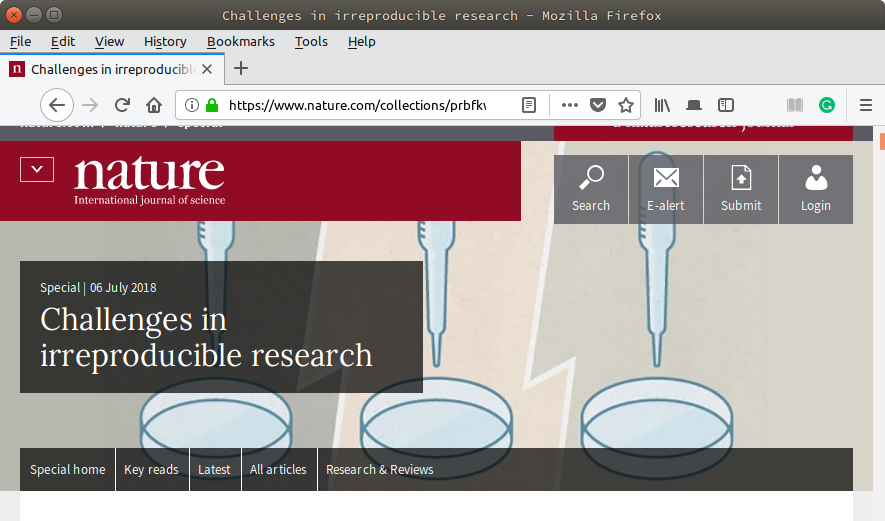 Challenges in irreproducible research - Mozilla Firefox
File Edit View History Bookmarks Tools Help
n Challenges in irreproducib
https://www.nature.com/collections/prbfk
nature
International journal of science
Search E-alert Submit Login
Special | 06 July 2018
Challenges in
irreproducible research
Special home Key reads Latest All articles Research & Reviews